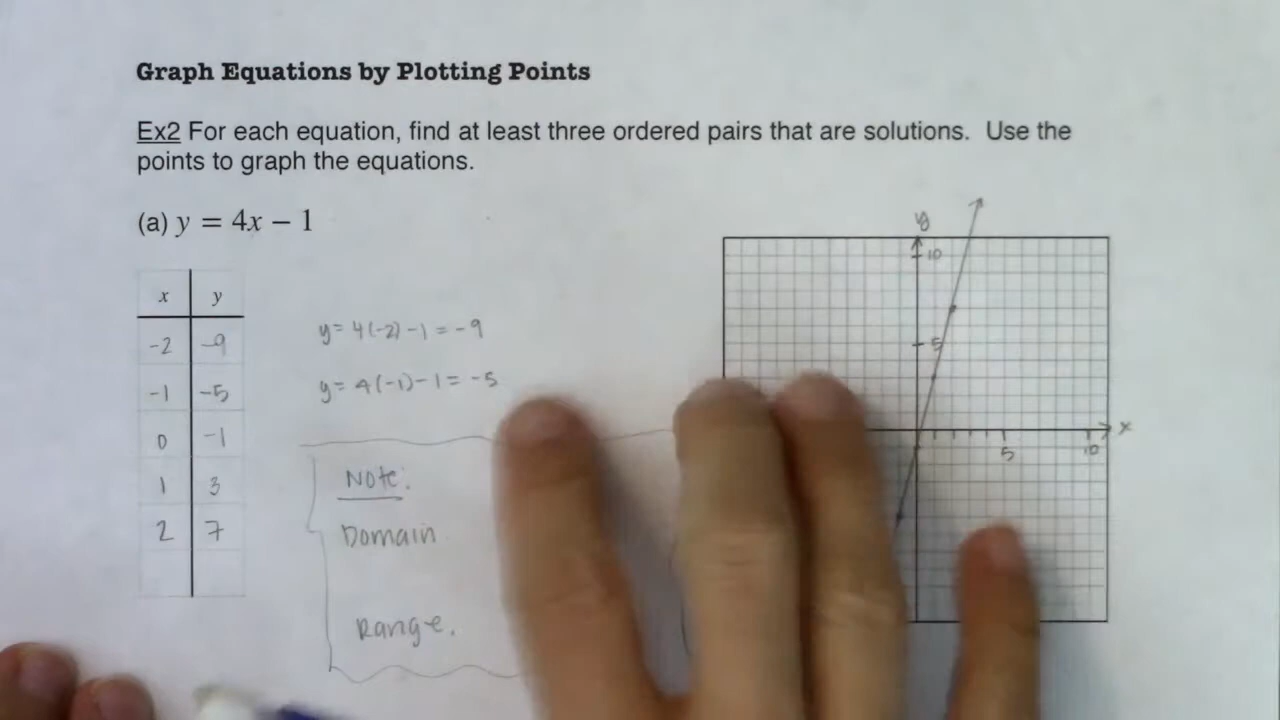 Graph Equations by Plotting Points
Ex2 For each equation, find at least three ordered pairs that are solutions. Use the
points to graph the equations.
(a) y = 4x − 1
x y
-2 -9
-1 -5
0 -1
1 3
2 7
y = 4(-2) - 1 = -9
y = 4(-1) - 1 = -5
Note:
Domain
Range.
y
10
5
x
5
10